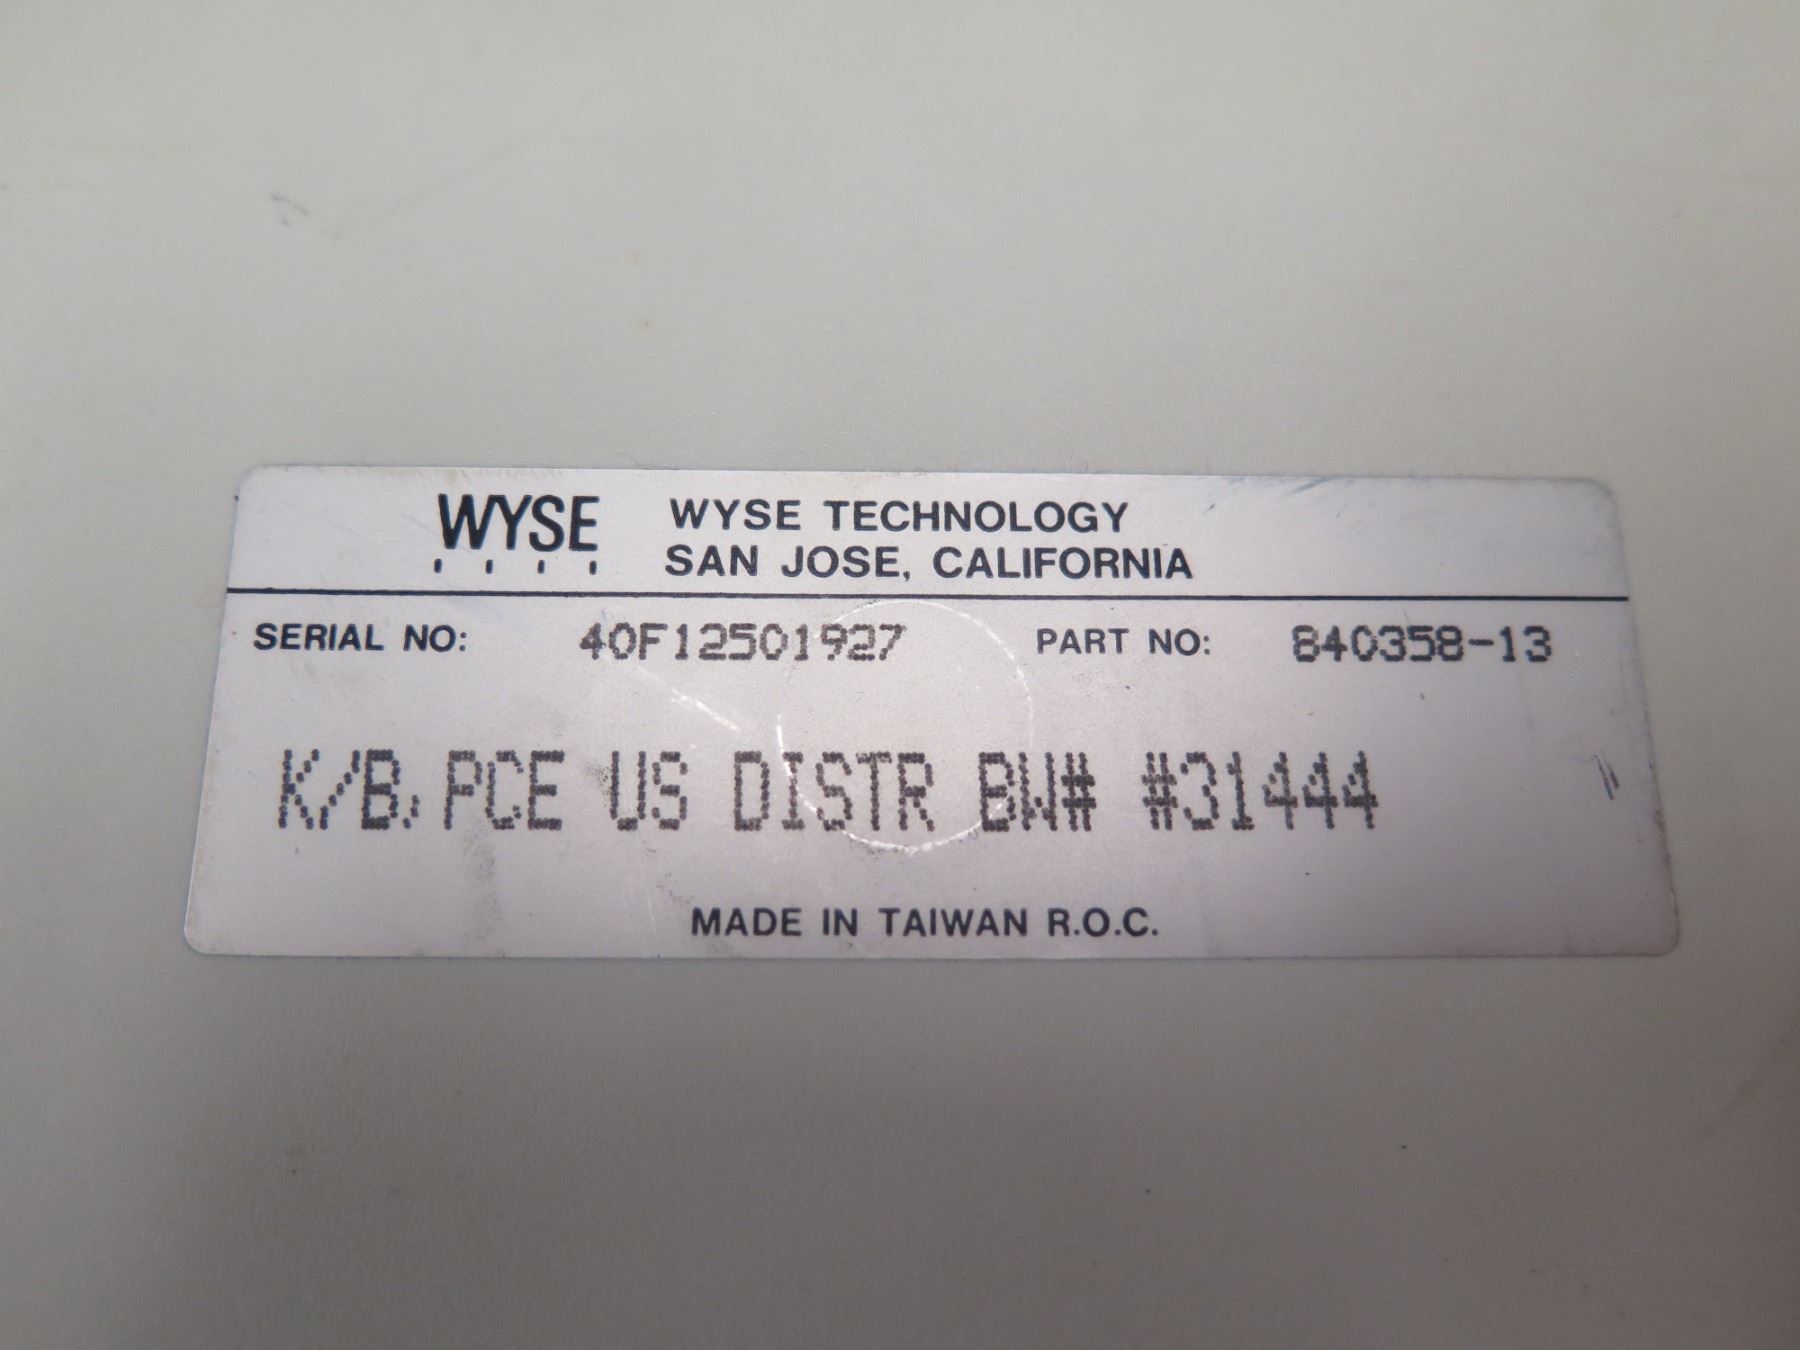 WYSE WYSE TECHNOLOGY
SAN JOSE, CALIFORNIA
SERIAL NO: 40F12501927 PART NO: 840358-13
K/B, PCE US DISTR BW# #31444
MADE IN TAIWAN R.O.C.